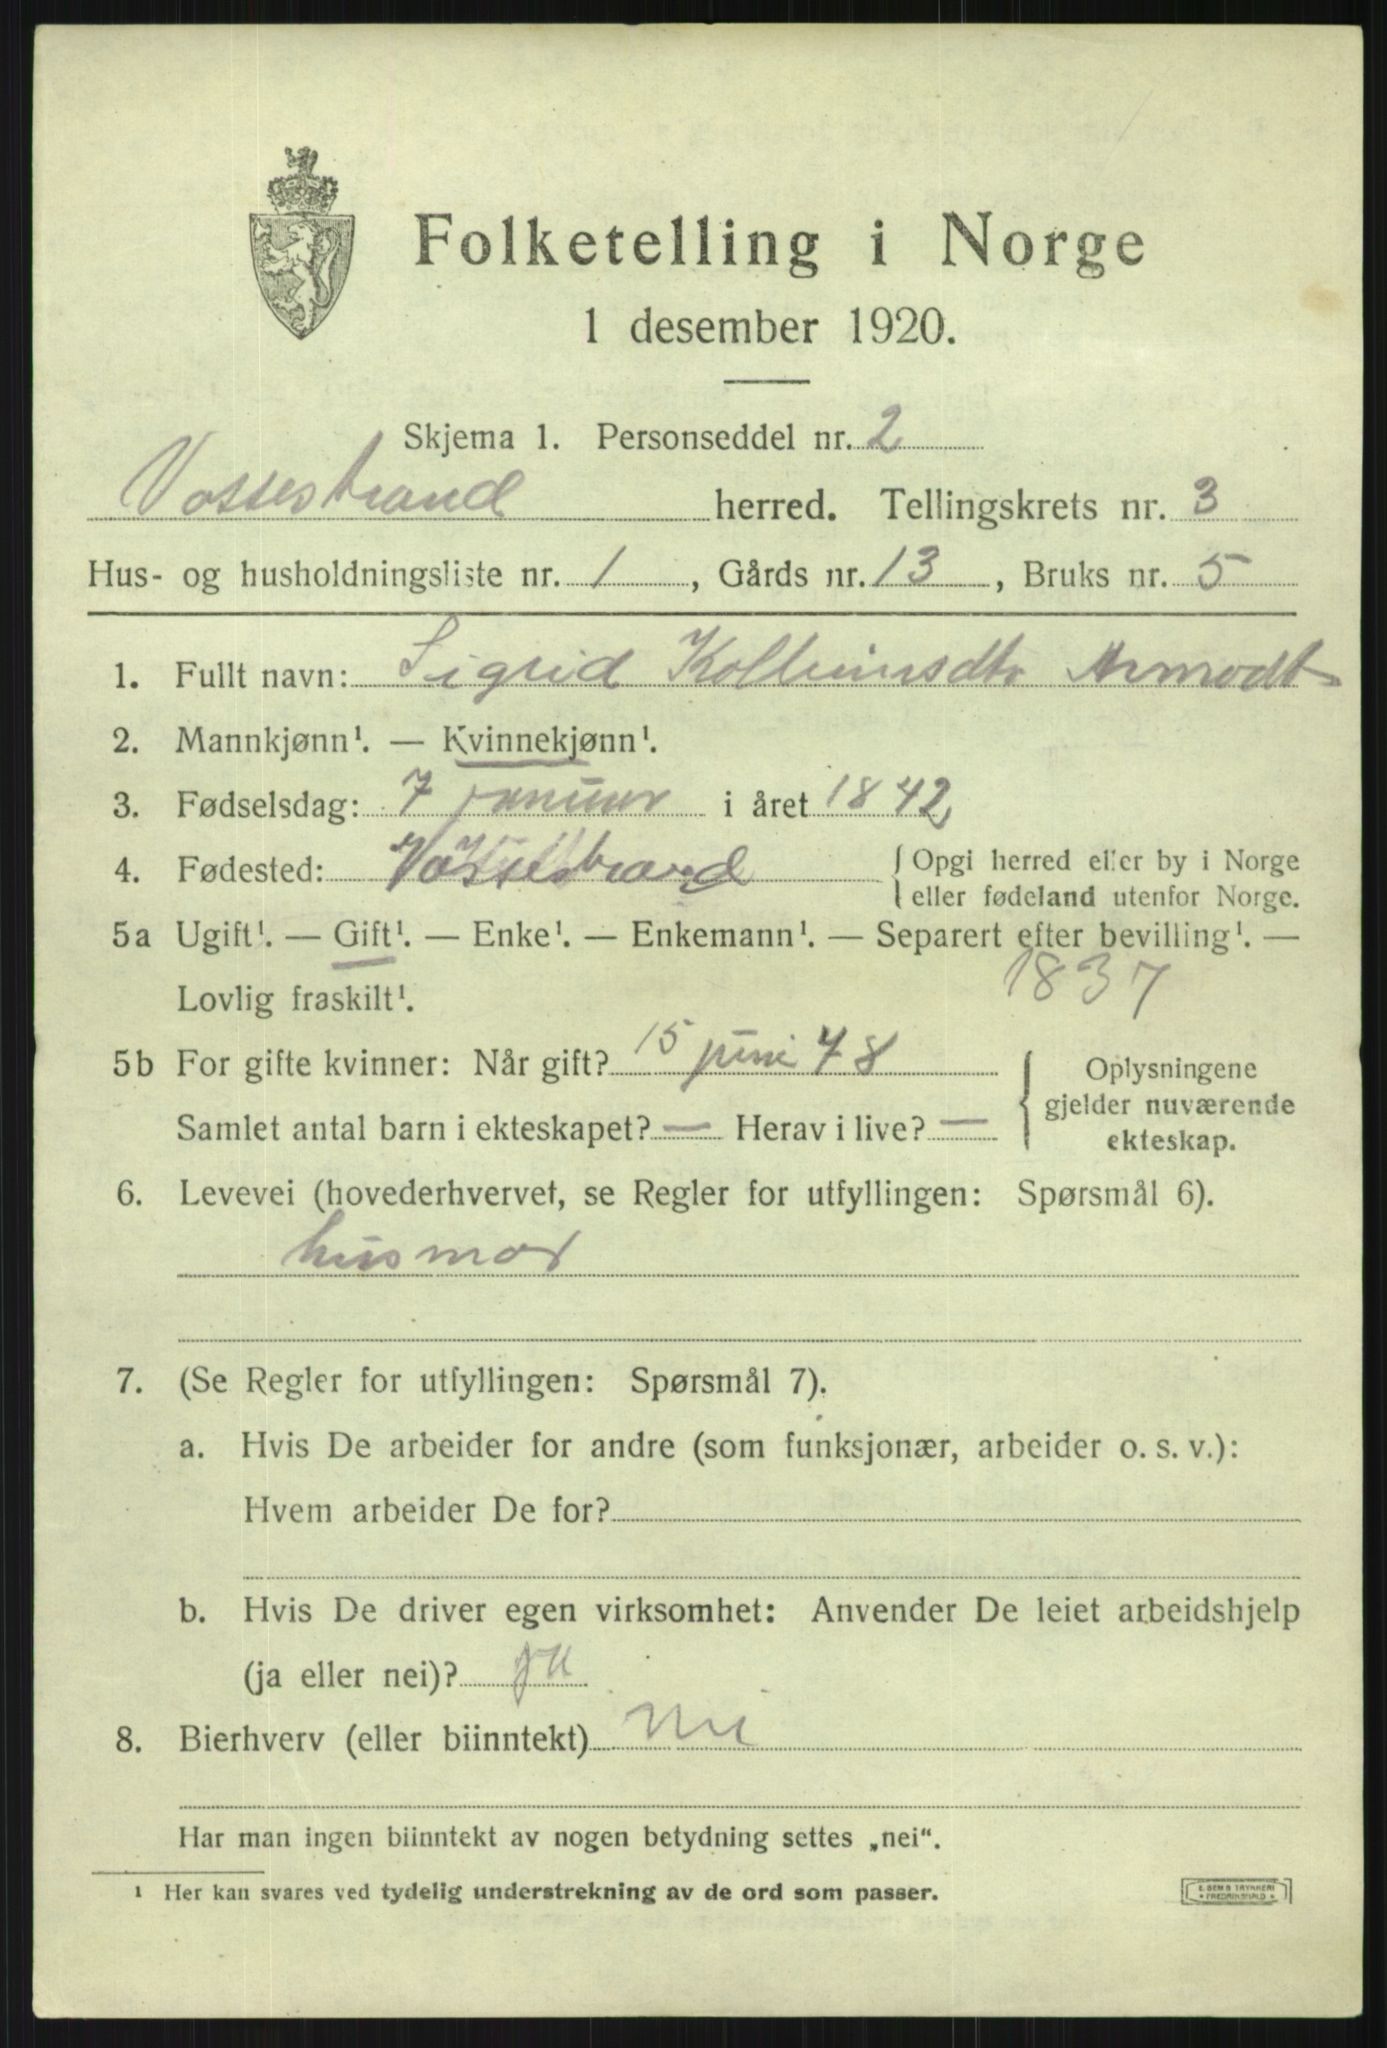 Folketelling i Norge
1 desember 1920.
Skjema 1. Personseddel nr. 2
Vossestrand herred. Tellingskrets nr. 3
Hus- og husholdningsliste nr. 1, Gårds nr. 13, Bruks nr. 5
1. Fullt navn: Sigrid Kolbeinsdtr Armodt
2. Mannkjønn¹. — Kvinnekjønn¹.
3. Fødselsdag: 7 januar i året 1842
4. Fødested: Vossestrand { Opgi herred eller by i Norge
eller fødeland utenfor Norge.
5a Ugift¹. — Gift¹. — Enke¹. — Enkemann¹. — Separert efter bevilling¹. —
Lovlig fraskilt¹. 1837
5b For gifte kvinner: Når gift? 15 juni 78 { Oplysningene
gjelder nuværende
ekteskap.
Samlet antal barn i ekteskapet? — Herav i live? —
6. Levevei (hovederhvervet, se Regler for utfyllingen: Spørsmål 6).
husmor
7. (Se Regler for utfyllingen: Spørsmål 7).
a. Hvis De arbeider for andre (som funksjonær, arbeider o. s. v.):
Hvem arbeider De for?
b. Hvis De driver egen virksomhet: Anvender De leiet arbeidshjelp
(ja eller nei)? ja
8. Bierhverv (eller biinntekt) nei
Har man ingen biinntekt av nogen betydning settes „nei“.
¹ Her kan svares ved tydelig understrekning av de ord som passer.
E. SEM'S TRYKKERI
FREDRIKSHALD